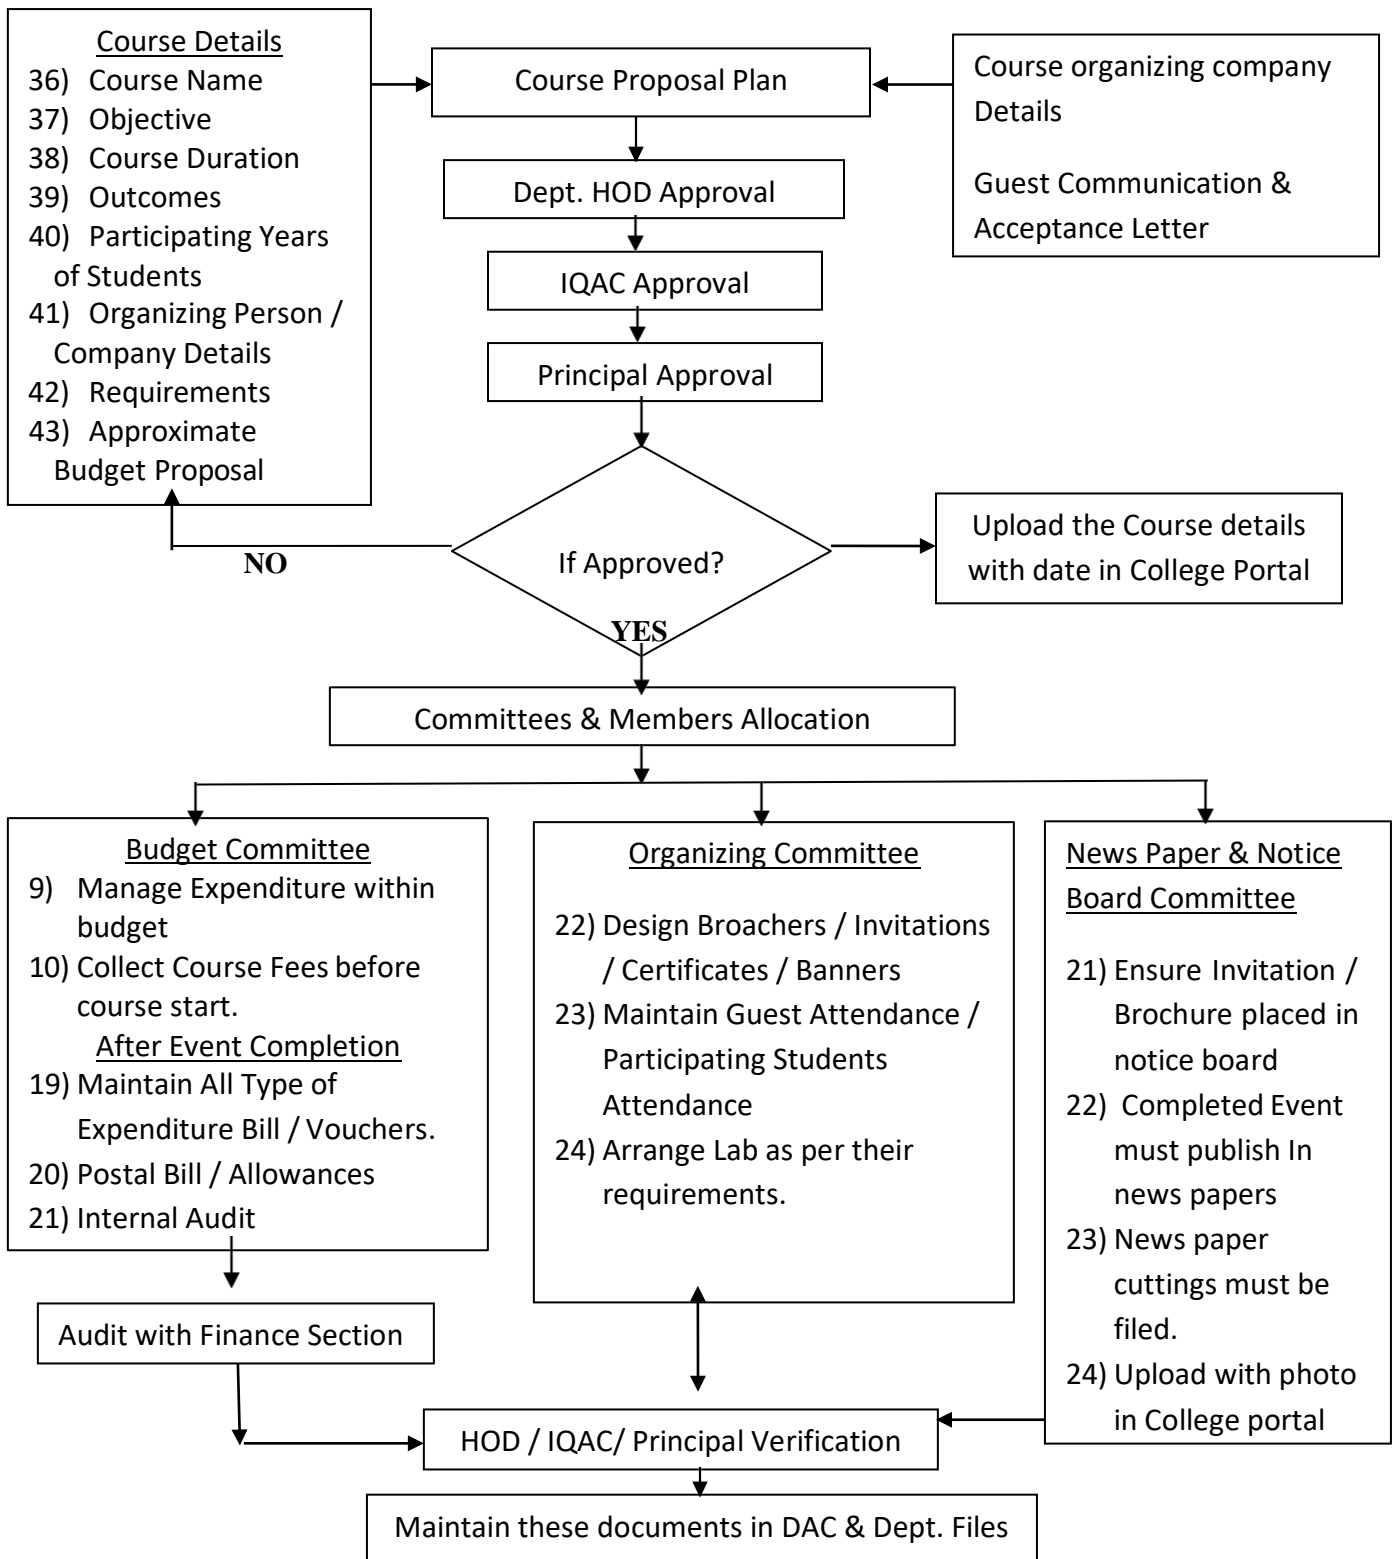 Course Details
36) Course Name
37) Objective
38) Course Duration
39) Outcomes
40) Participating Years
of Students
41) Organizing Person /
Company Details
42) Requirements
43) Approximate
Budget Proposal
Course Proposal Plan
Course organizing company
Details
Guest Communication &
Acceptance Letter
Dept. HOD Approval
IQAC Approval
Principal Approval
If Approved?
NO
YES
Upload the Course details
with date in College Portal
Committees & Members Allocation
Budget Committee
9) Manage Expenditure within
budget
10) Collect Course Fees before
course start.
After Event Completion
19) Maintain All Type of
Expenditure Bill / Vouchers.
20) Postal Bill / Allowances
21) Internal Audit
Organizing Committee
22) Design Broachers / Invitations
/ Certificates / Banners
23) Maintain Guest Attendance /
Participating Students
Attendance
24) Arrange Lab as per their
requirements.
News Paper & Notice
Board Committee
21) Ensure Invitation /
Brochure placed in
notice board
22) Completed Event
must publish In
news papers
23) News paper
cuttings must be
filed.
24) Upload with photo
in College portal
Audit with Finance Section
HOD / IQAC/ Principal Verification
Maintain these documents in DAC & Dept. Files